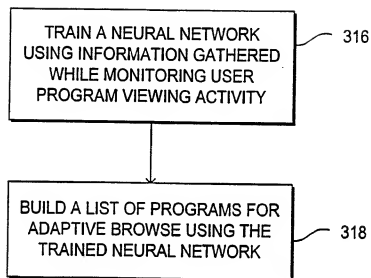 TRAIN A NEURAL NETWORK
USING INFORMATION GATHERED
WHILE MONITORING USER
PROGRAM VIEWING ACTIVITY
316
BUILD A LIST OF PROGRAMS FOR
ADAPTIVE BROWSE USING THE
TRAINED NEURAL NETWORK
318